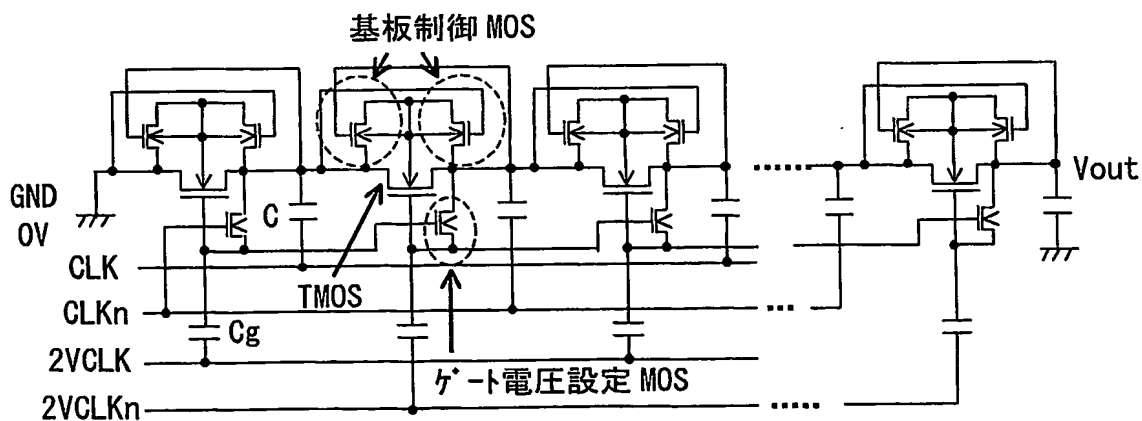 基板制御 MOS
GND
0V
C
Vout
CLK
TMOS
CLKn
Cg
2VCLK
ｹﾞｰﾄ電圧設定 MOS
2VCLKn